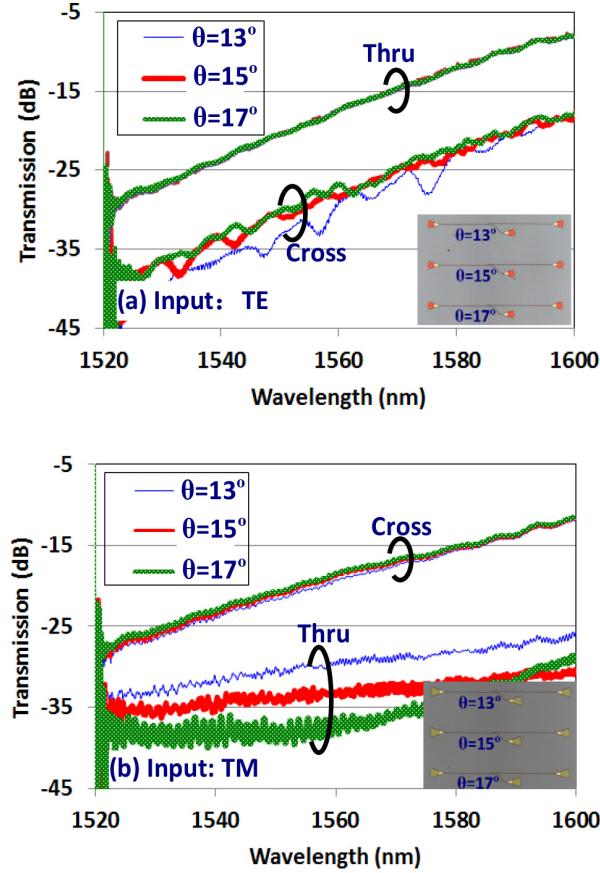 -5
-15
-25
-35
-45
Transmission (dB)
θ=13°
θ=15°
θ=17°
Thru
Cross
θ=13°
θ=15°
θ=17°
(a) Input: TE
1520 1540 1560 1580 1600
Wavelength (nm)
-5
-15
-25
-35
-45
Transmission (dB)
θ=13°
θ=15°
θ=17°
Cross
Thru
θ=13°
θ=15°
θ=17°
(b) Input: TM
1520 1540 1560 1580 1600
Wavelength (nm)